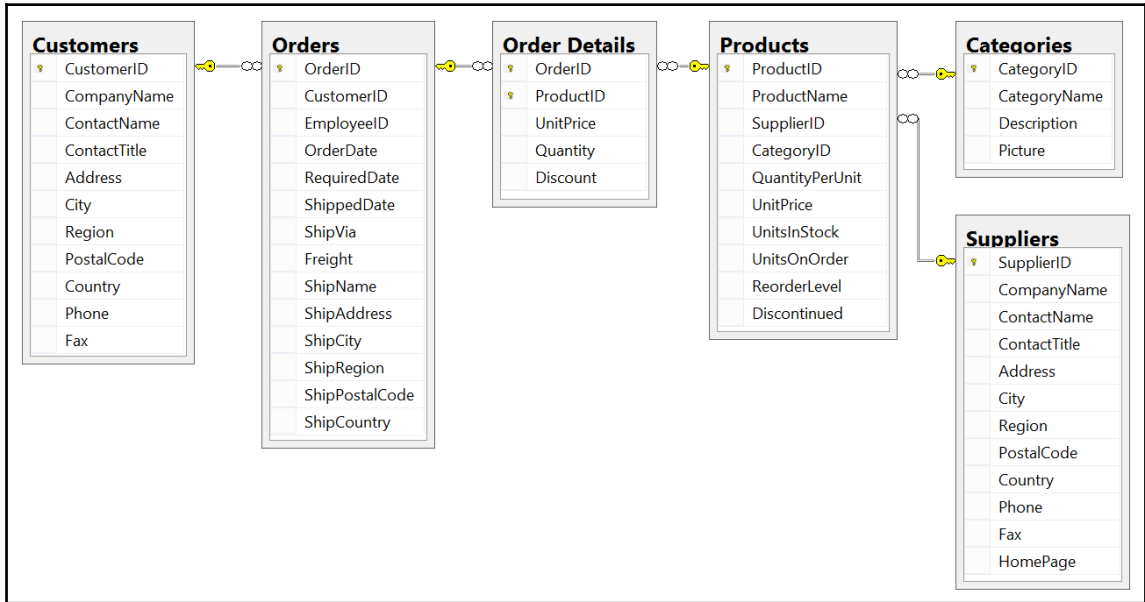 Customers
CustomerID
CompanyName
ContactName
ContactTitle
Address
City
Region
PostalCode
Country
Phone
Fax
Orders
OrderID
CustomerID
EmployeeID
OrderDate
RequiredDate
ShippedDate
ShipVia
Freight
ShipName
ShipAddress
ShipCity
ShipRegion
ShipPostalCode
ShipCountry
Order Details
OrderID
ProductID
UnitPrice
Quantity
Discount
Products
ProductID
ProductName
SupplierID
CategoryID
QuantityPerUnit
UnitPrice
UnitsInStock
UnitsOnOrder
ReorderLevel
Discontinued
Categories
CategoryID
CategoryName
Description
Picture
Suppliers
SupplierID
CompanyName
ContactName
ContactTitle
Address
City
Region
PostalCode
Country
Phone
Fax
HomePage